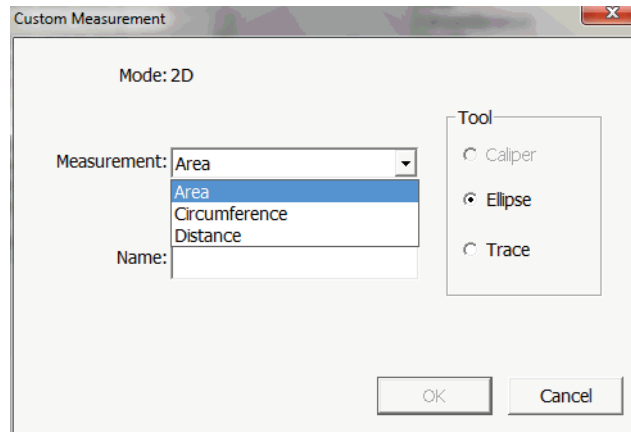 Custom Measurement
Mode: 2D
Tool
Measurement: Area
Caliper
Area
Ellipse
Circumference
Distance
Trace
Name:
OK
Cancel